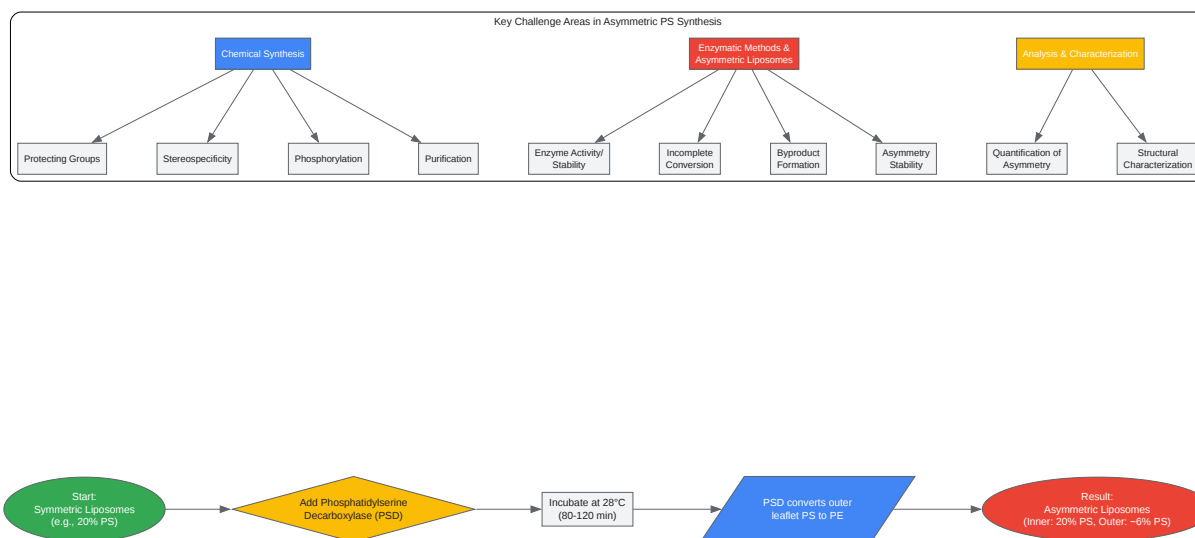 Key Challenge Areas in Asymmetric PS Synthesis
Chemical Synthesis
Enzymatic Methods &
Asymmetric Liposomes
Analysis & Characterization
Protecting Groups
Stereospecificity
Phosphorylation
Purification
Enzyme Activity/
Stability
Incomplete
Conversion
Byproduct
Formation
Asymmetry
Stability
Quantification of
Asymmetry
Structural
Characterization
Start:
Symmetric Liposomes
(e.g., 20% PS)
Add Phosphatidylserine
Decarboxylase (PSD)
Incubate at 28°C
(80-120 min)
PSD converts outer
leaflet PS to PE
Result:
Asymmetric Liposomes
(Inner: 20% PS, Outer: ~6% PS)